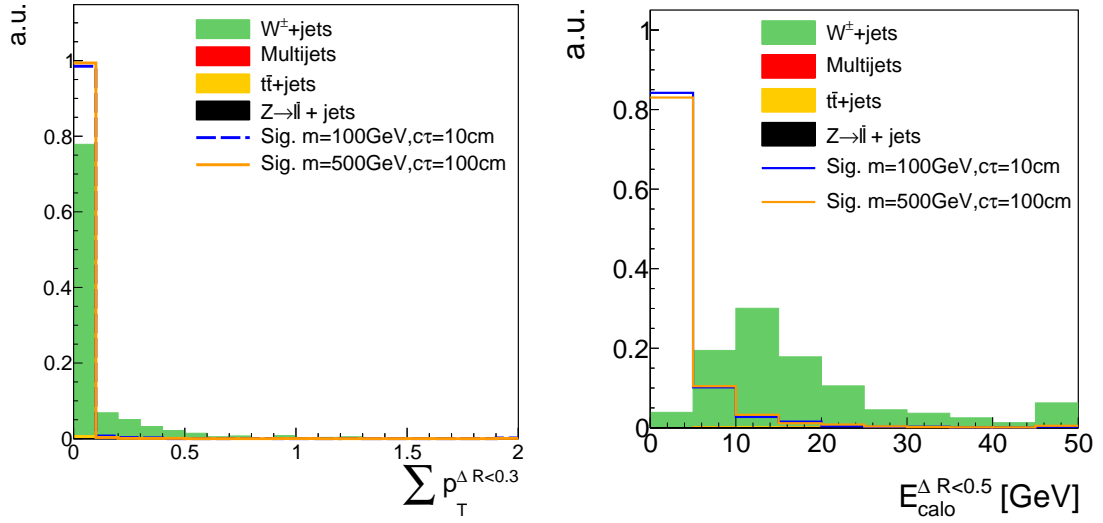 a.u.
W±+jets
Multijets
tt̄+jets
Z→ll̄ + jets
Sig. m=100GeV,cτ=10cm
Sig. m=500GeV,cτ=100cm
1
0.8
0.6
0.4
0.2
0
0 0.5 1 1.5 2
∑ p_T^{Δ R<0.3}
a.u.
W±+jets
Multijets
tt̄+jets
Z→ll̄ + jets
Sig. m=100GeV,cτ=10cm
Sig. m=500GeV,cτ=100cm
1
0.8
0.6
0.4
0.2
0
0 10 20 30 40 50
E_{calo}^{Δ R<0.5} [GeV]